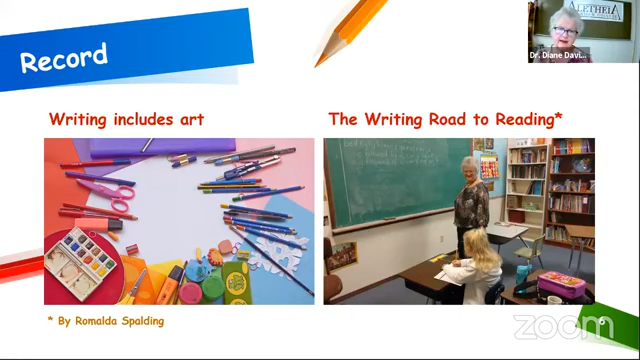 Record
ALETHEIA
Dr. Diane Davi...
Writing includes art
The Writing Road to Reading*
* By Romalda Spalding
zoom